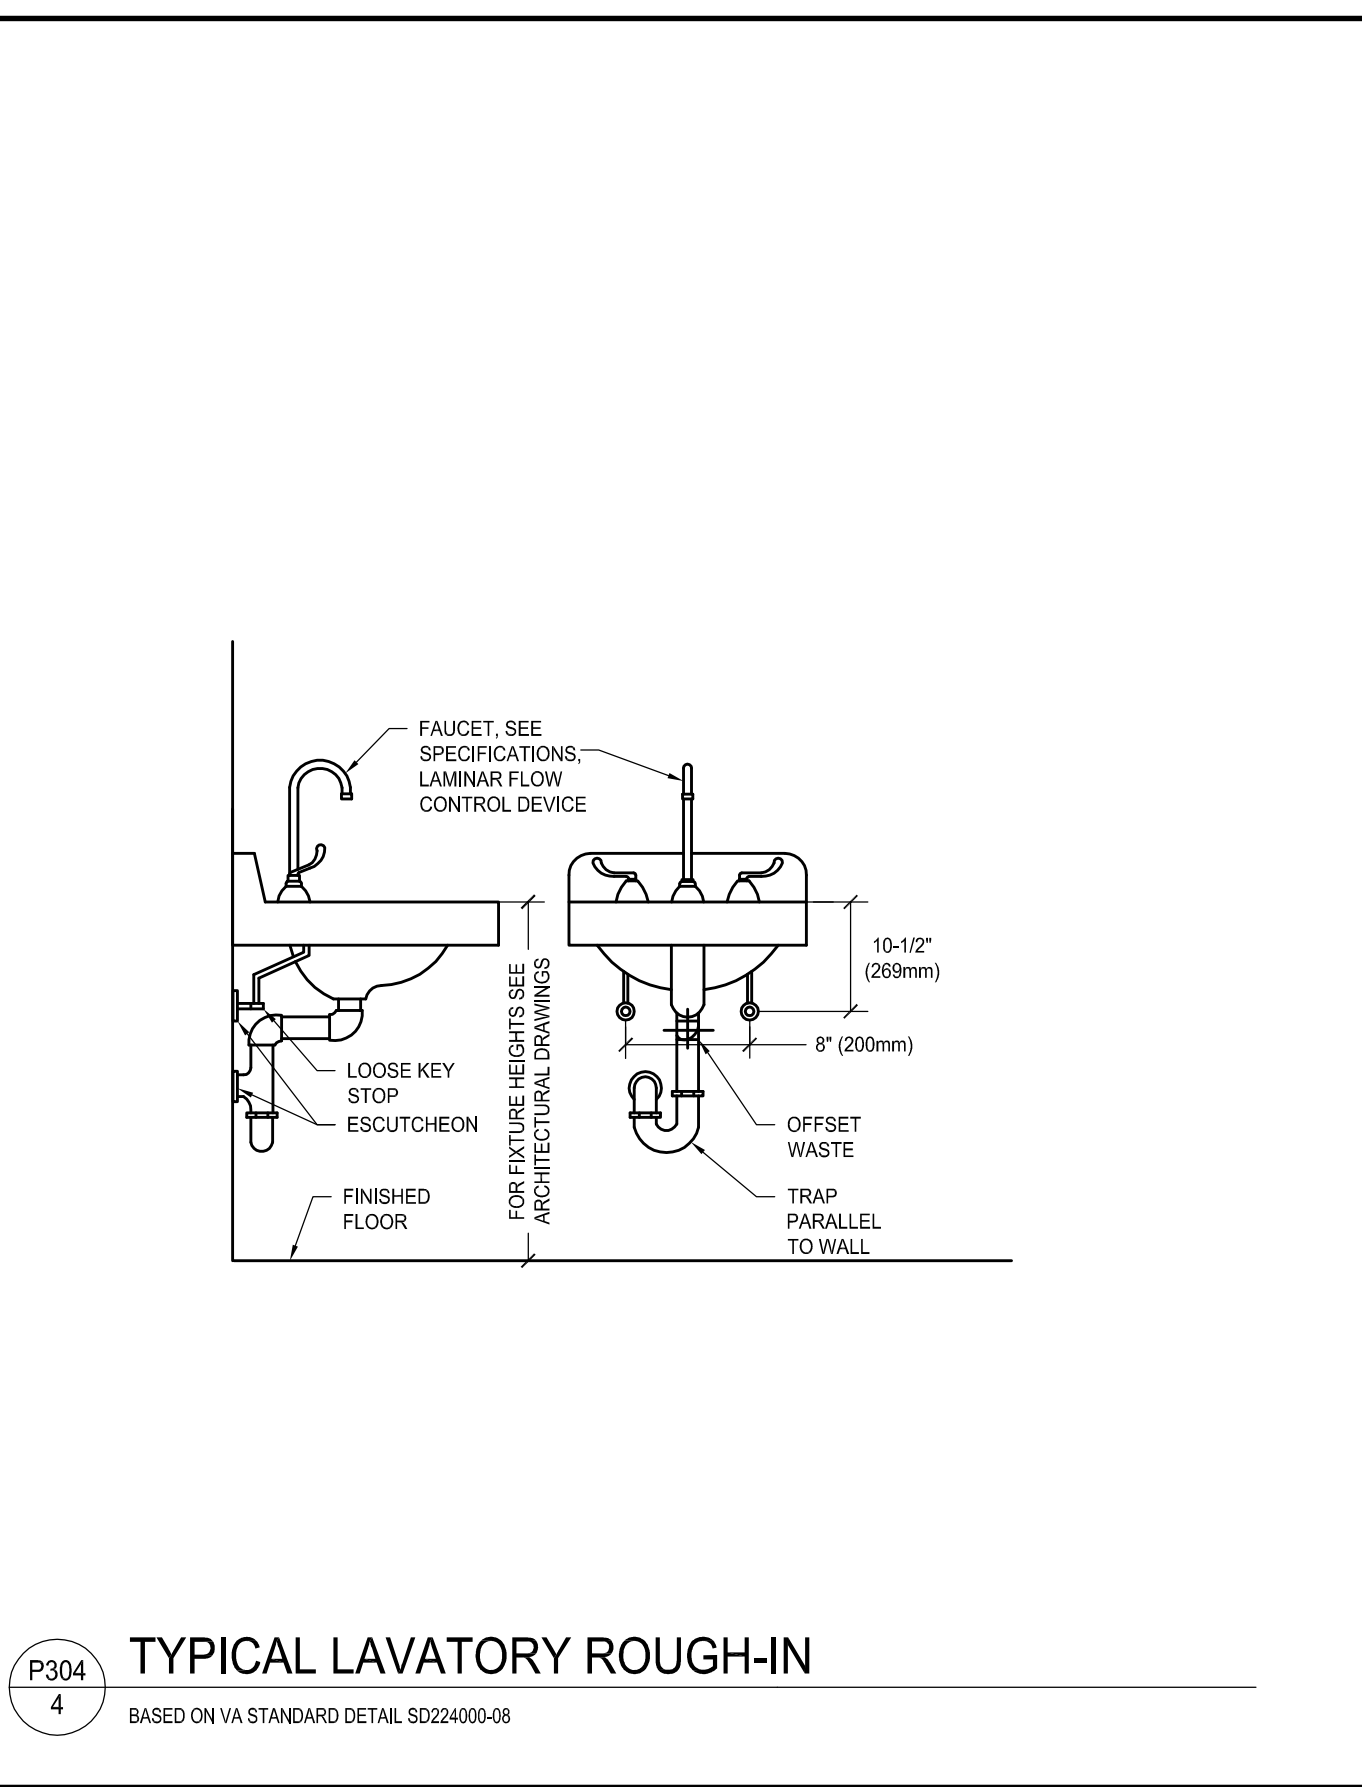 FAUCET, SEE
SPECIFICATIONS,
LAMINAR FLOW
CONTROL DEVICE
10-1/2"
(269mm)
8" (200mm)
FOR FIXTURE HEIGHTS SEE
ARCHITECTURAL DRAWINGS
LOOSE KEY
STOP
ESCUTCHEON
OFFSET
WASTE
FINISHED
FLOOR
TRAP
PARALLEL
TO WALL
P304
4
TYPICAL LAVATORY ROUGH-IN
BASED ON VA STANDARD DETAIL SD224000-08